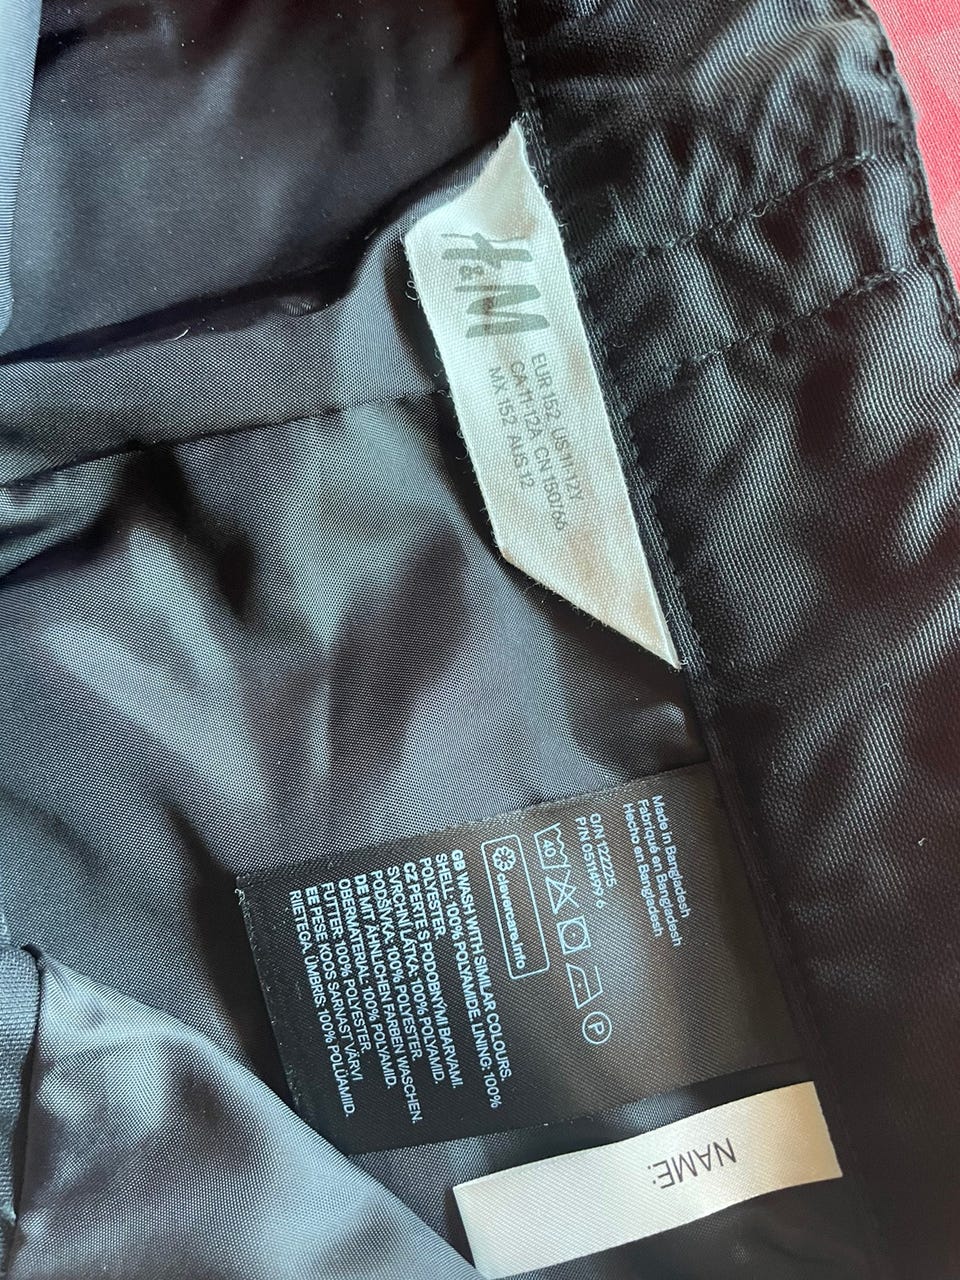 H&M
EUR 152 US 11-12Y
CA 11-12A CN 150/66
MX 152 AUS 12
Made in Bangladesh
Fabriqué en Bangladesh
Hecho en Bangladesh
O/N 122225
P/N 0511499 6
40
P
clevercare.info
GB WASH WITH SIMILAR COLOURS.
SHELL: 100% POLYAMIDE. LINING: 100%
POLYESTER.
CZ PERTE S PODOBNÝMI BARVAMI.
SVRCHNÍ LÁTKA: 100% POLYAMID.
PODŠÍVKA: 100% POLYESTER.
DE MIT ÄHNLICHEN FARBEN WASCHEN.
OBERMATERIAL: 100% POLYAMID.
FUTTER: 100% POLYESTER.
EE PESE KOOS SARNAST VÄRVI
RIIETEGA. ÜMBRIS: 100% POLÜAMIID.
NAME: